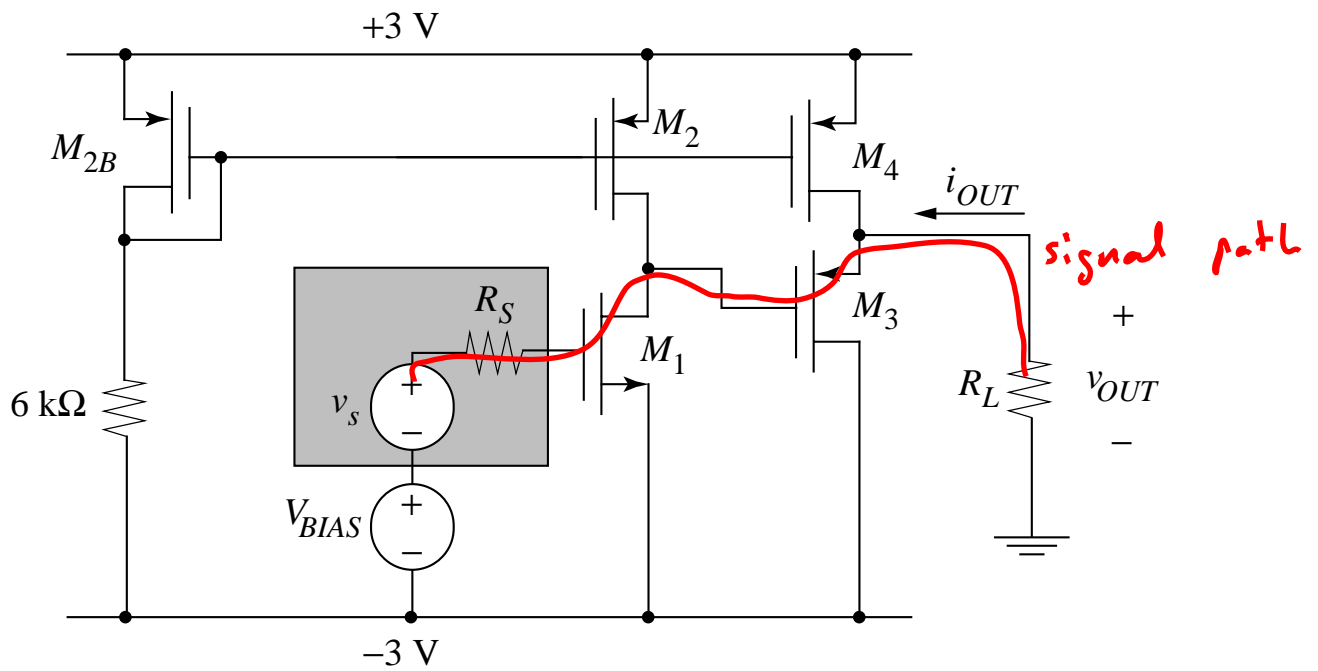 +3 V
M2B
M2
M4
iOUT
signal path
RS
M1
M3
+
6 kΩ
vs
+
−
RL
vOUT
VBIAS
+
−
−
−3 V